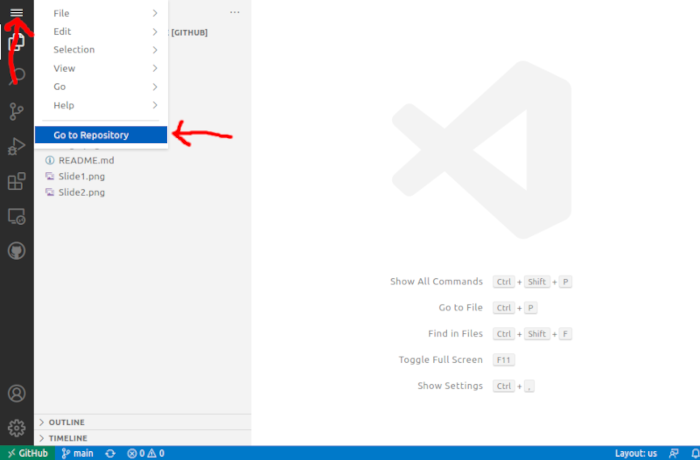 File
Edit
Selection
View
Go
Help
Go to Repository
[GITHUB]
README.md
Slide1.png
Slide2.png
OUTLINE
TIMELINE
Show All Commands Ctrl + Shift + P
Go to File Ctrl + P
Find in Files Ctrl + Shift + F
Toggle Full Screen F11
Show Settings Ctrl + ,
GitHub main 0 0 Layout: us